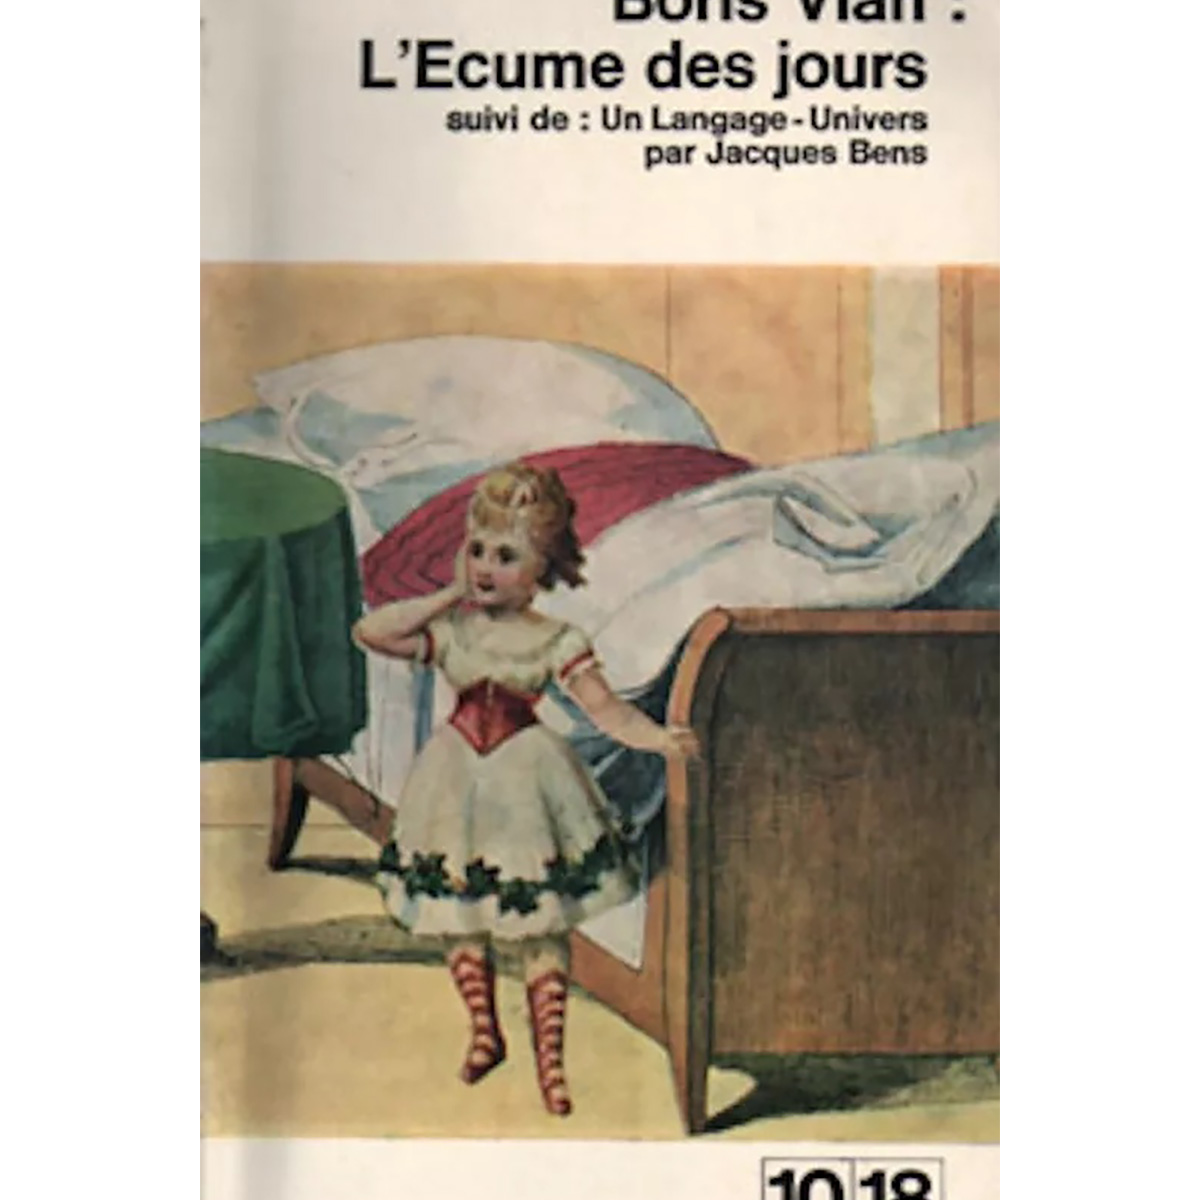 Boris Vian :
L'Ecume des jours
suivi de : Un Langage-Univers
par Jacques Bens
10 18